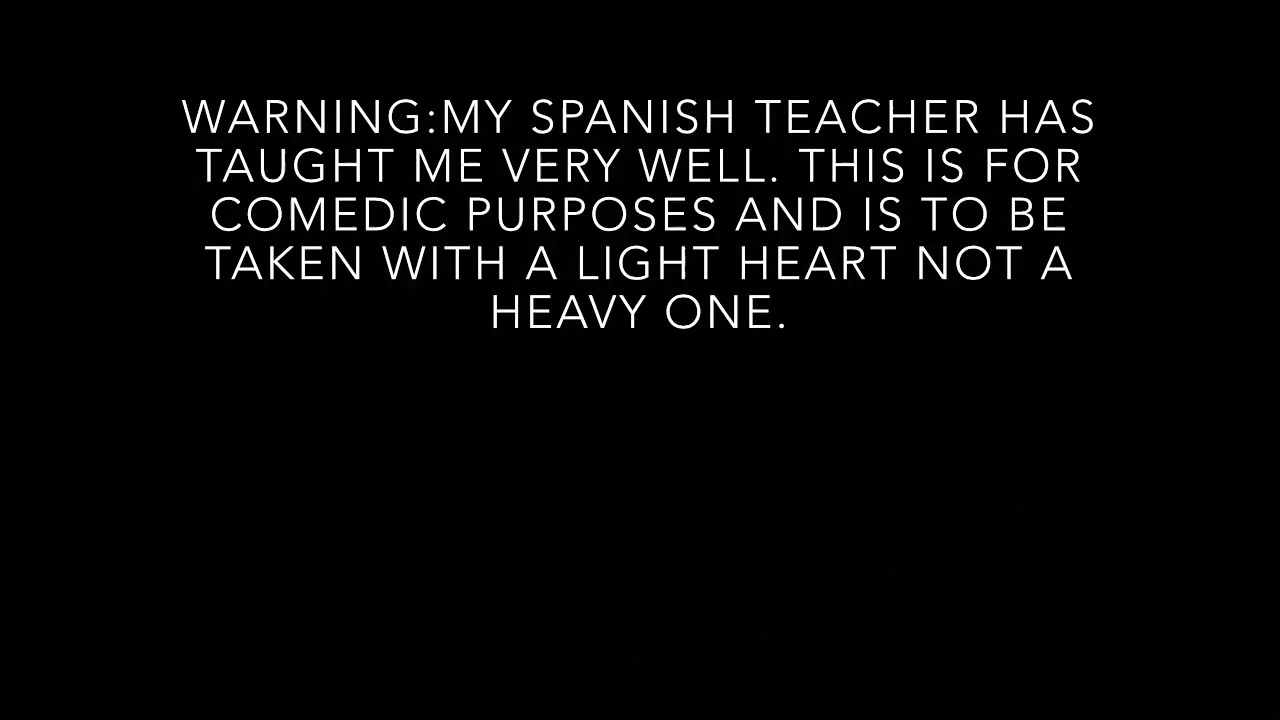 WARNING:MY SPANISH TEACHER HAS
TAUGHT ME VERY WELL. THIS IS FOR
COMEDIC PURPOSES AND IS TO BE
TAKEN WITH A LIGHT HEART NOT A
HEAVY ONE.